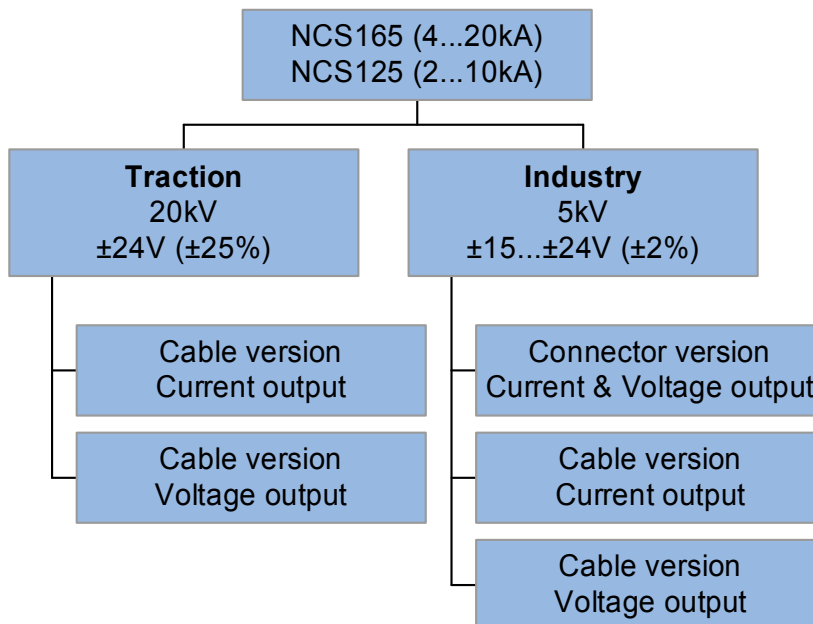 NCS165 (4...20kA)
NCS125 (2...10kA)
Traction
20kV
±24V (±25%)
Industry
5kV
±15...±24V (±2%)
Cable version
Current output
Cable version
Voltage output
Connector version
Current & Voltage output
Cable version
Current output
Cable version
Voltage output